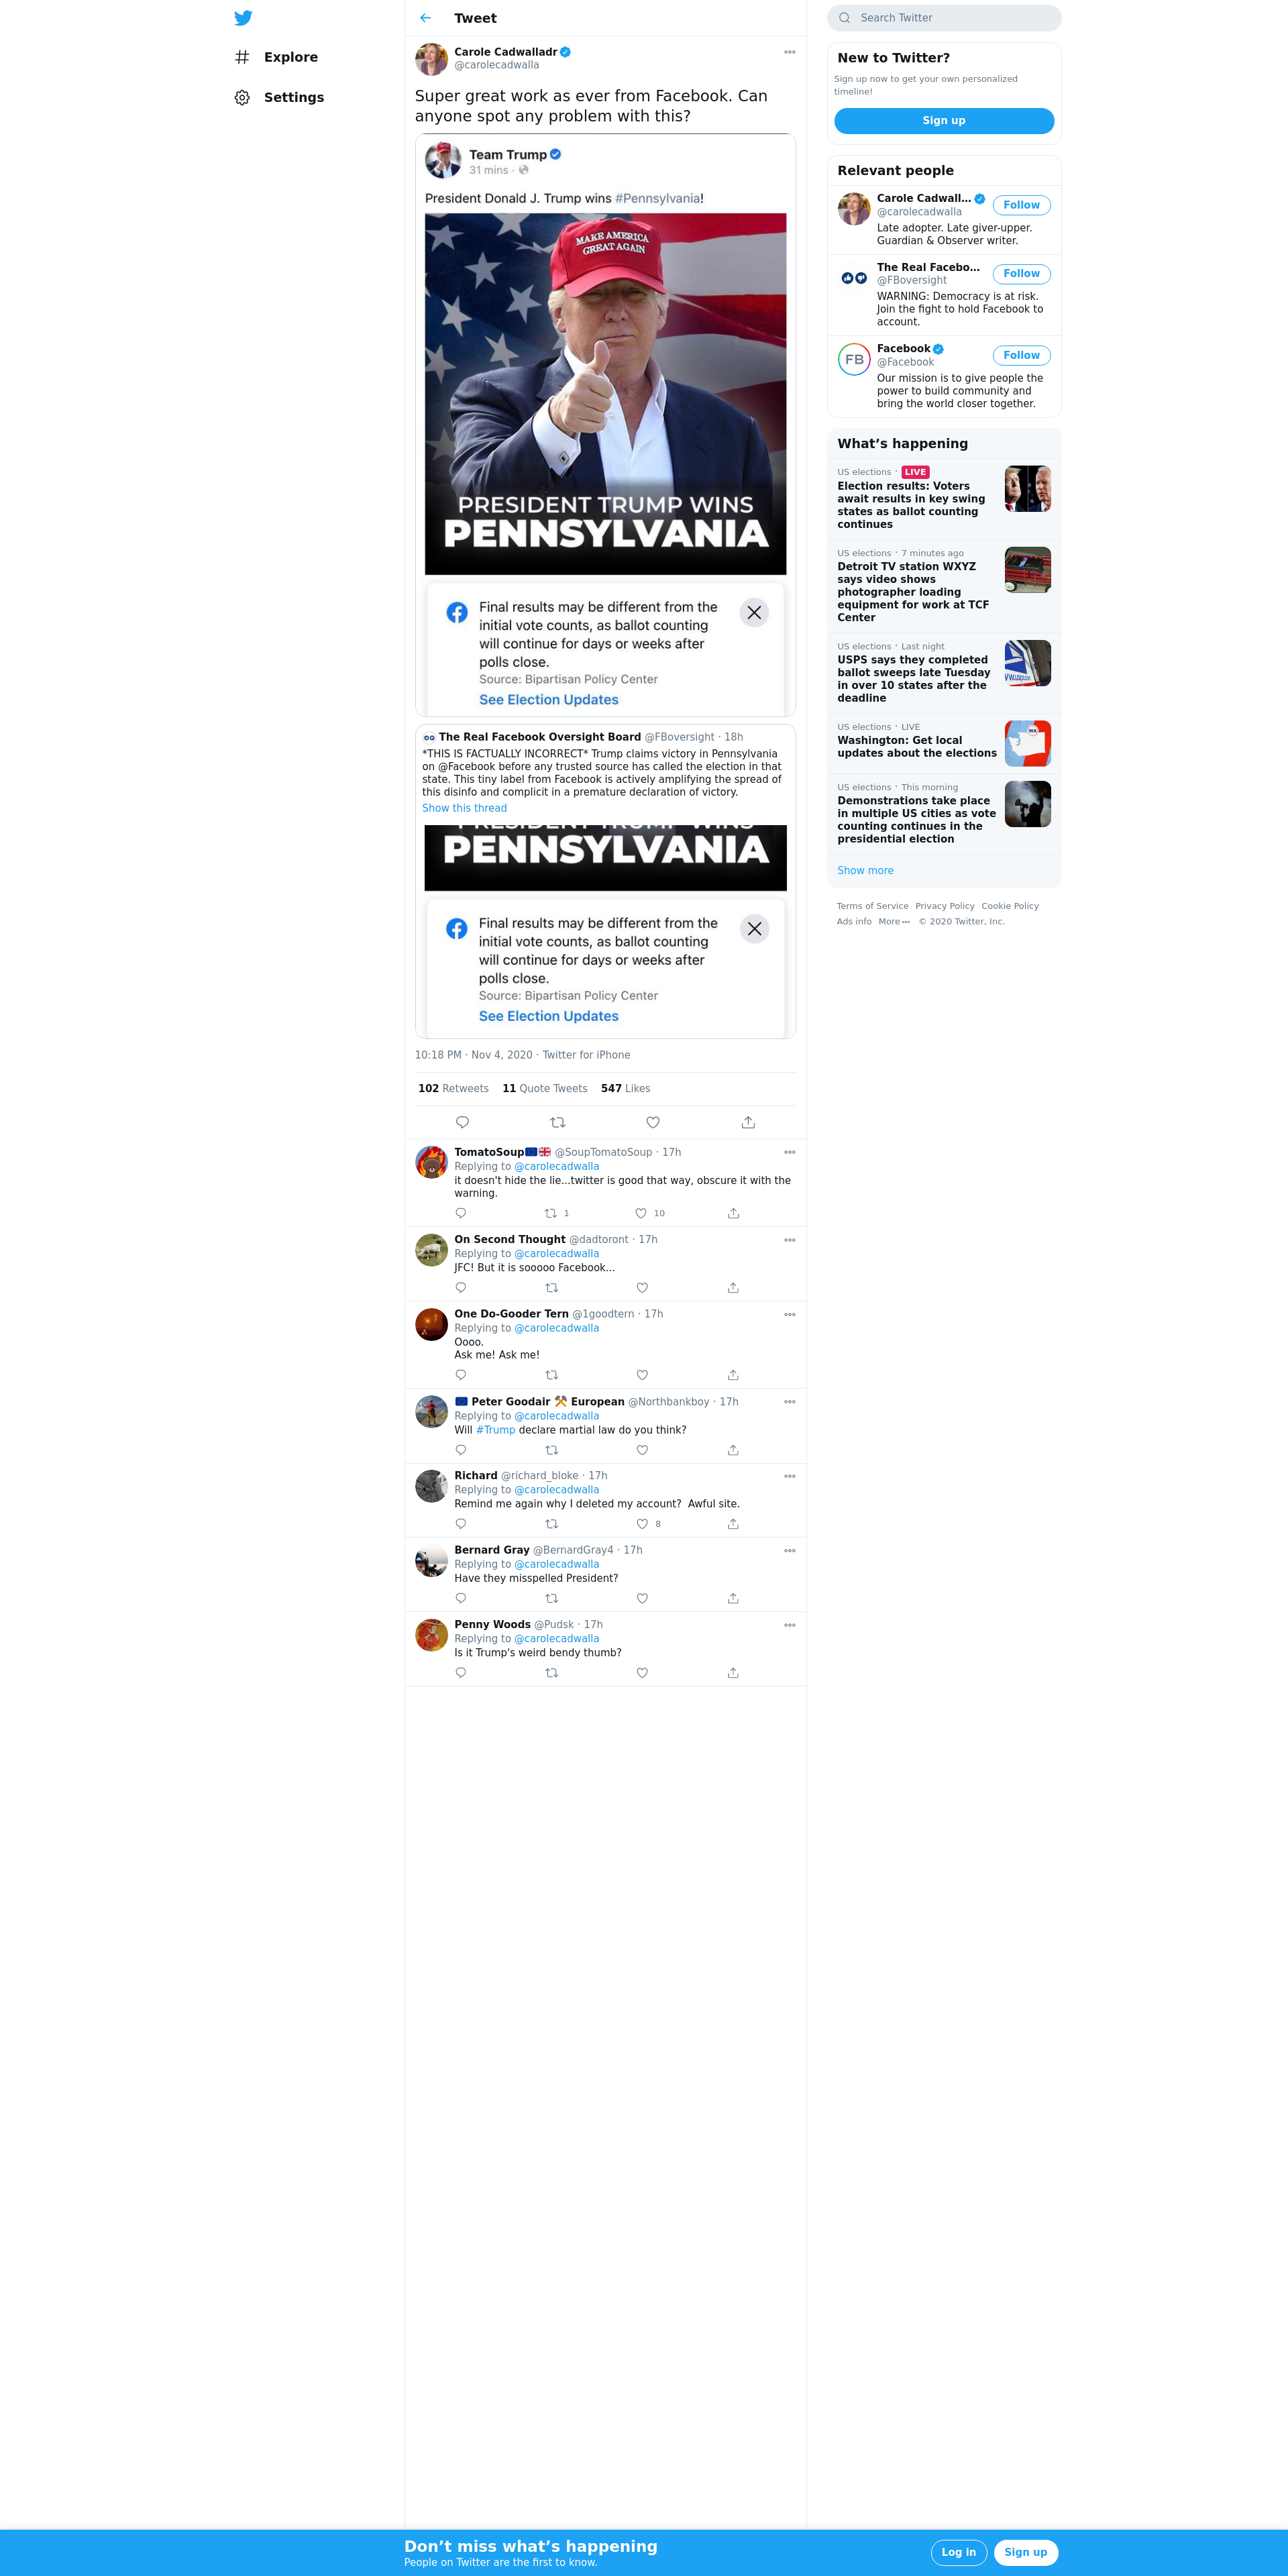 Explore
Settings
Tweet
Carole Cadwalladr
@carolecadwalla
Super great work as ever from Facebook. Can
anyone spot any problem with this?
Team Trump
31 mins ·
President Donald J. Trump wins #Pennsylvania!
MAKE AMERICA
GREAT AGAIN
PRESIDENT TRUMP WINS
PENNSYLVANIA
Final results may be different from the
initial vote counts, as ballot counting
will continue for days or weeks after
polls close.
Source: Bipartisan Policy Center
See Election Updates
The Real Facebook Oversight Board @FBoversight · 18h
*THIS IS FACTUALLY INCORRECT* Trump claims victory in Pennsylvania
on @Facebook before any trusted source has called the election in that
state. This tiny label from Facebook is actively amplifying the spread of
this disinfo and complicit in a premature declaration of victory.
Show this thread
PRESIDENT TRUMP WINS
PENNSYLVANIA
Final results may be different from the
initial vote counts, as ballot counting
will continue for days or weeks after
polls close.
Source: Bipartisan Policy Center
See Election Updates
10:18 PM · Nov 4, 2020 · Twitter for iPhone
102 Retweets 11 Quote Tweets 547 Likes
TomatoSoup @SoupTomatoSoup · 17h
Replying to @carolecadwalla
it doesn't hide the lie...twitter is good that way, obscure it with the
warning.
1 10
On Second Thought @dadtoront · 17h
Replying to @carolecadwalla
JFC! But it is sooooo Facebook...
One Do-Gooder Tern @1goodtern · 17h
Replying to @carolecadwalla
Oooo.
Ask me! Ask me!
Peter Goodair European @Northbankboy · 17h
Replying to @carolecadwalla
Will #Trump declare martial law do you think?
Richard @richard_bloke · 17h
Replying to @carolecadwalla
Remind me again why I deleted my account? Awful site.
8
Bernard Gray @BernardGray4 · 17h
Replying to @carolecadwalla
Have they misspelled President?
Penny Woods @Pudsk · 17h
Replying to @carolecadwalla
Is it Trump's weird bendy thumb?
Search Twitter
New to Twitter?
Sign up now to get your own personalized
timeline!
Sign up
Relevant people
Carole Cadwall…
@carolecadwalla
Follow
Late adopter. Late giver-upper.
Guardian & Observer writer.
The Real Facebo…
@FBoversight
Follow
WARNING: Democracy is at risk.
Join the fight to hold Facebook to
account.
FB
Facebook
@Facebook
Follow
Our mission is to give people the
power to build community and
bring the world closer together.
What's happening
US elections · LIVE
Election results: Voters
await results in key swing
states as ballot counting
continues
US elections · 7 minutes ago
Detroit TV station WXYZ
says video shows
photographer loading
equipment for work at TCF
Center
US elections · Last night
USPS says they completed
ballot sweeps late Tuesday
in over 10 states after the
deadline
US elections · LIVE
Washington: Get local
updates about the elections
WA
US elections · This morning
Demonstrations take place
in multiple US cities as vote
counting continues in the
presidential election
Show more
Terms of Service Privacy Policy Cookie Policy
Ads info More © 2020 Twitter, Inc.
Don't miss what's happening
People on Twitter are the first to know.
Log in
Sign up